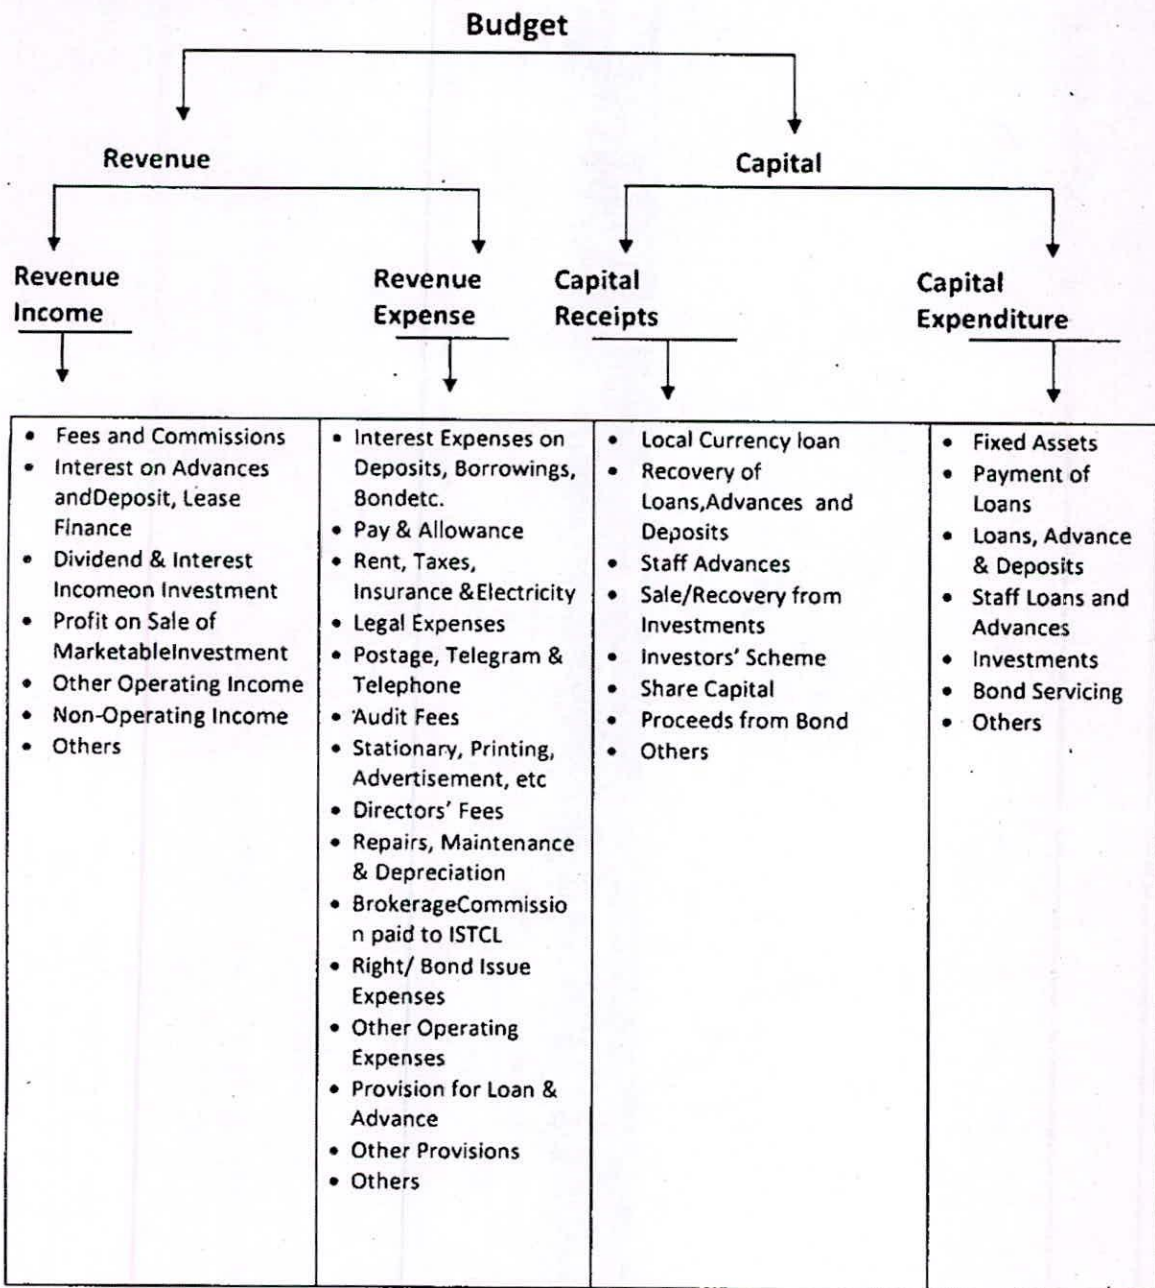 Budget
Revenue
Capital
Revenue
Income
Revenue
Expense
Capital
Receipts
Capital
Expenditure
• Fees and Commissions
• Interest on Advances
andDeposit, Lease
Finance
• Dividend & Interest
Incomeon Investment
• Profit on Sale of
MarketableInvestment
• Other Operating Income
• Non-Operating Income
• Others
• Interest Expenses on
Deposits, Borrowings,
Bondetc.
• Pay & Allowance
• Rent, Taxes,
Insurance &Electricity
• Legal Expenses
• Postage, Telegram &
Telephone
• Audit Fees
• Stationary, Printing,
Advertisement, etc
• Directors' Fees
• Repairs, Maintenance
& Depreciation
• BrokerageCommissio
n paid to ISTCL
• Right/ Bond Issue
Expenses
• Other Operating
Expenses
• Provision for Loan &
Advance
• Other Provisions
• Others
• Local Currency loan
• Recovery of
Loans,Advances and
Deposits
• Staff Advances
• Sale/Recovery from
Investments
• Investors' Scheme
• Share Capital
• Proceeds from Bond
• Others
• Fixed Assets
• Payment of
Loans
• Loans, Advance
& Deposits
• Staff Loans and
Advances
• Investments
• Bond Servicing
• Others